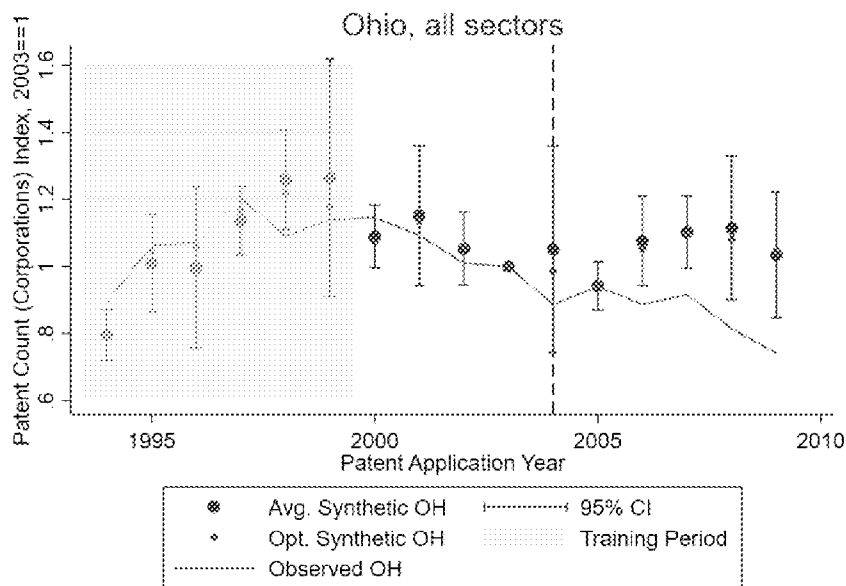 Ohio, all sectors
Patent Count (Corporations) Index, 2003==1
1.6
1.4
1.2
1
.8
.6
1995
2000
2005
2010
Patent Application Year
Avg. Synthetic OH
95% CI
Opt. Synthetic OH
Training Period
Observed OH